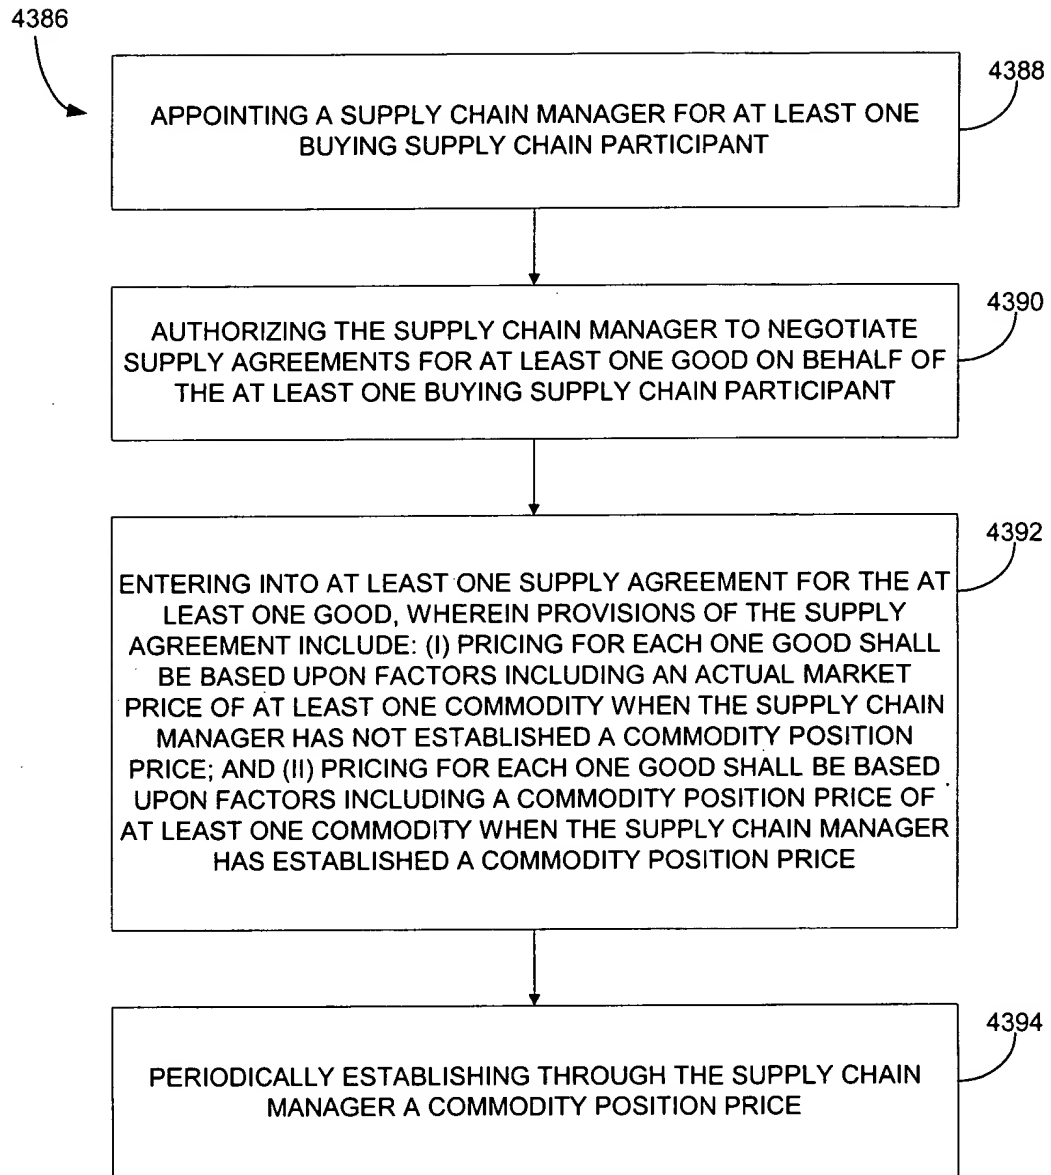 4386
4388
APPOINTING A SUPPLY CHAIN MANAGER FOR AT LEAST ONE
BUYING SUPPLY CHAIN PARTICIPANT
4390
AUTHORIZING THE SUPPLY CHAIN MANAGER TO NEGOTIATE
SUPPLY AGREEMENTS FOR AT LEAST ONE GOOD ON BEHALF OF
THE AT LEAST ONE BUYING SUPPLY CHAIN PARTICIPANT
4392
ENTERING INTO AT LEAST ONE SUPPLY AGREEMENT FOR THE AT
LEAST ONE GOOD, WHEREIN PROVISIONS OF THE SUPPLY
AGREEMENT INCLUDE: (I) PRICING FOR EACH ONE GOOD SHALL
BE BASED UPON FACTORS INCLUDING AN ACTUAL MARKET
PRICE OF AT LEAST ONE COMMODITY WHEN THE SUPPLY CHAIN
MANAGER HAS NOT ESTABLISHED A COMMODITY POSITION
PRICE; AND (II) PRICING FOR EACH ONE GOOD SHALL BE BASED
UPON FACTORS INCLUDING A COMMODITY POSITION PRICE OF
AT LEAST ONE COMMODITY WHEN THE SUPPLY CHAIN MANAGER
HAS ESTABLISHED A COMMODITY POSITION PRICE
4394
PERIODICALLY ESTABLISHING THROUGH THE SUPPLY CHAIN
MANAGER A COMMODITY POSITION PRICE